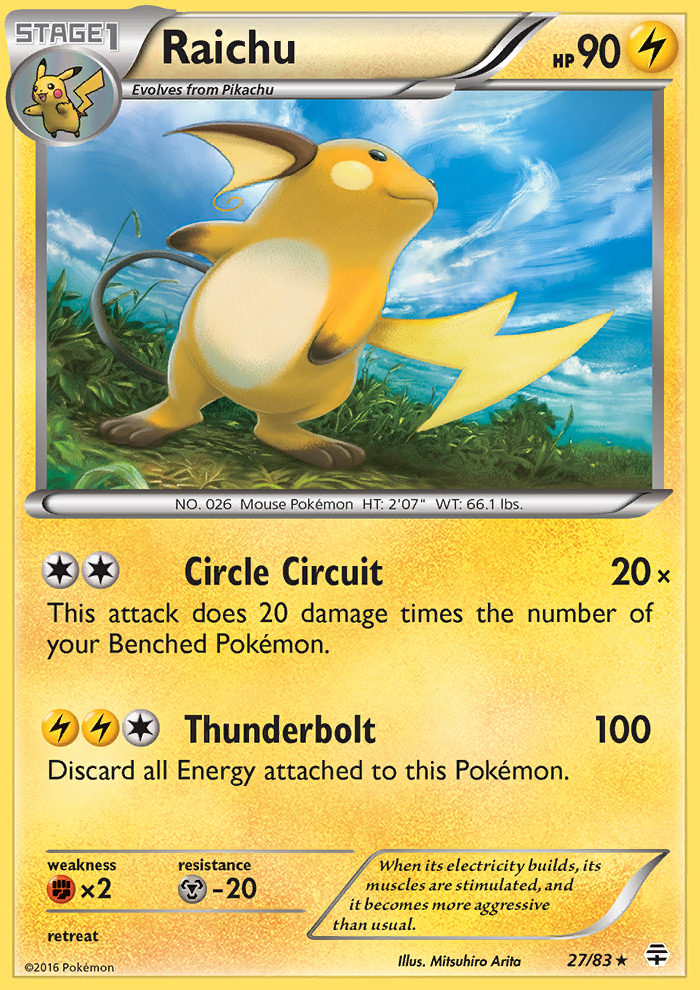 STAGE1
Raichu
HP90
Evolves from Pikachu
NO. 026 Mouse Pokémon HT: 2'07" WT: 66.1 lbs.
Circle Circuit 20×
This attack does 20 damage times the number of
your Benched Pokémon.
Thunderbolt 100
Discard all Energy attached to this Pokémon.
weakness resistance
×2 -20
retreat
When its electricity builds, its
muscles are stimulated, and
it becomes more aggressive
than usual.
©2016 Pokémon
Illus. Mitsuhiro Arita 27/83 ★